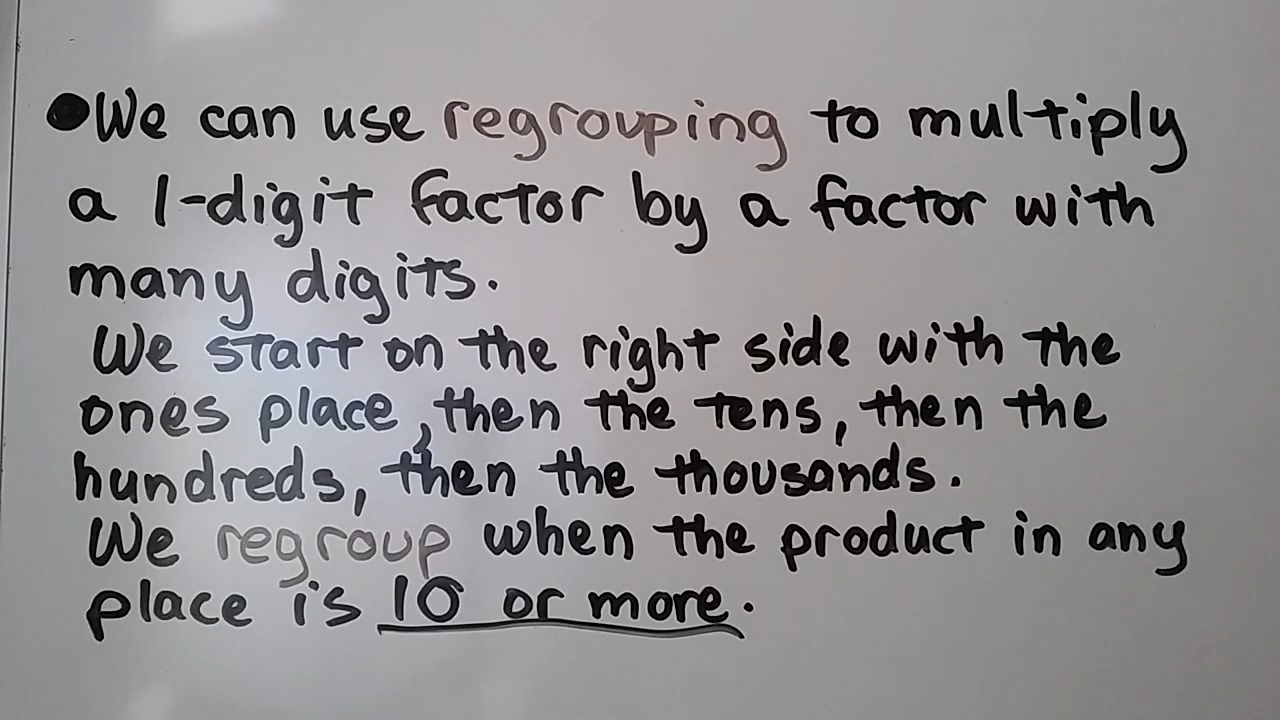 ●We can use regrouping to multiply
a 1-digit factor by a factor with
many digits.
We start on the right side with the
ones place, then the tens, then the
hundreds, then the thousands.
We regroup when the product in any
place is 10 or more.